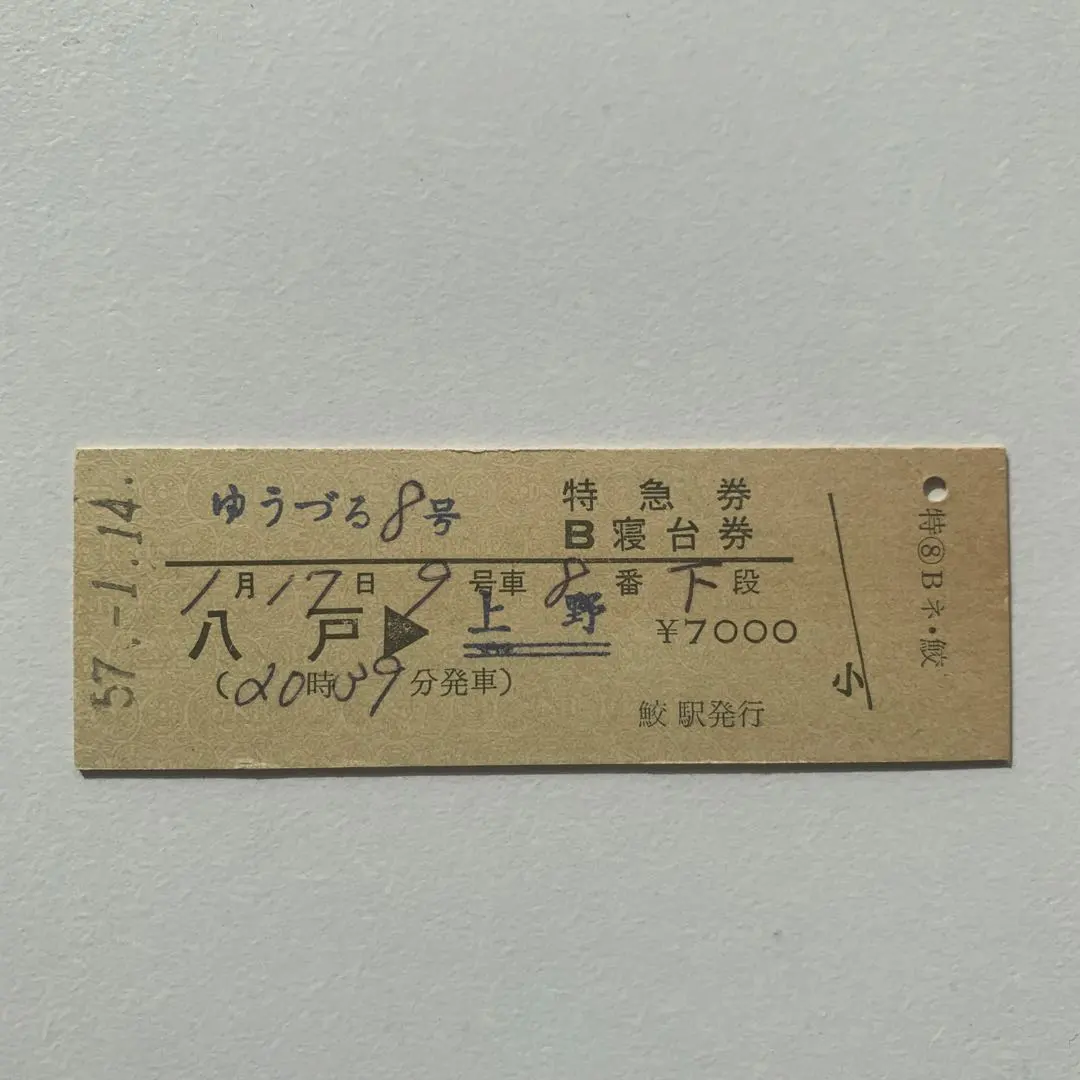 57.-1.14.
ゆうづる8号
特急券
B寝台券
1月17日 9号車 8番 下段
八戸▶上野 ¥7000
(20時39分発車)
鮫駅発行
小
特⑧Bネ・鮫